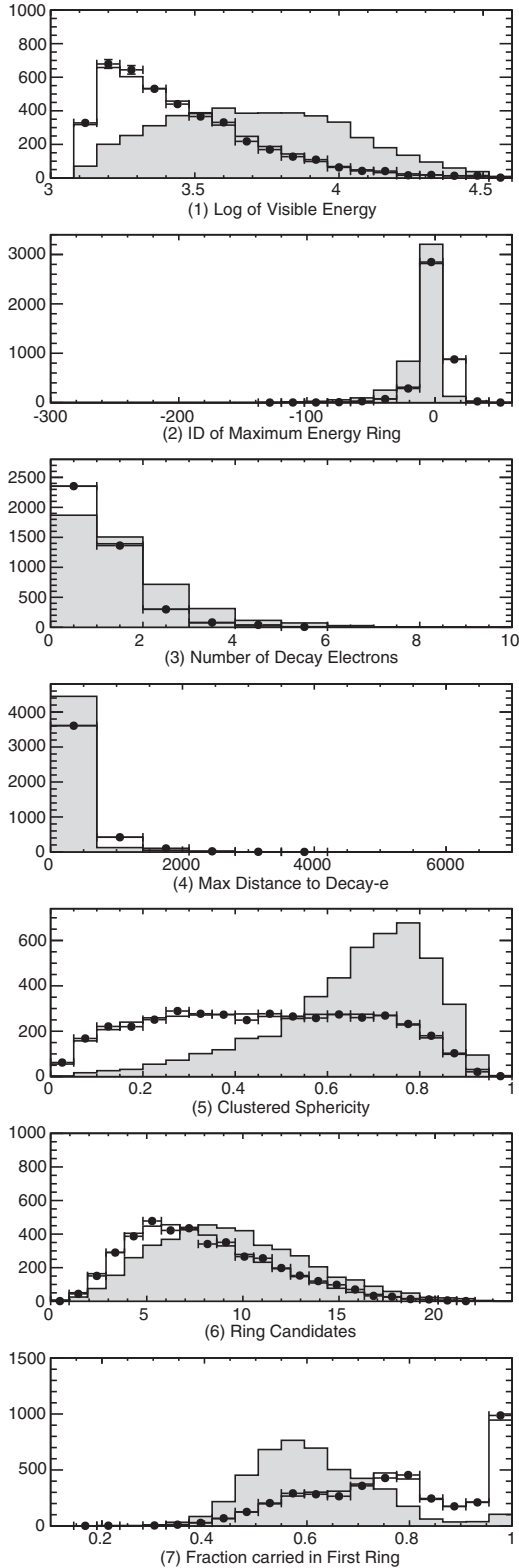 1000
800
600
400
200
0
3 3.5 4 4.5
(1) Log of Visible Energy
3000
2000
1000
0
-300 -200 -100 0
(2) ID of Maximum Energy Ring
2500
2000
1500
1000
500
0
0 2 4 6 8 10
(3) Number of Decay Electrons
4000
3000
2000
1000
0
0 2000 4000 6000
(4) Max Distance to Decay-e
600
400
200
0
0 0.2 0.4 0.6 0.8 1
(5) Clustered Sphericity
1000
800
600
400
200
0
0 5 10 15 20
(6) Ring Candidates
1500
1000
500
0
0.2 0.4 0.6 0.8 1
(7) Fraction carried in First Ring